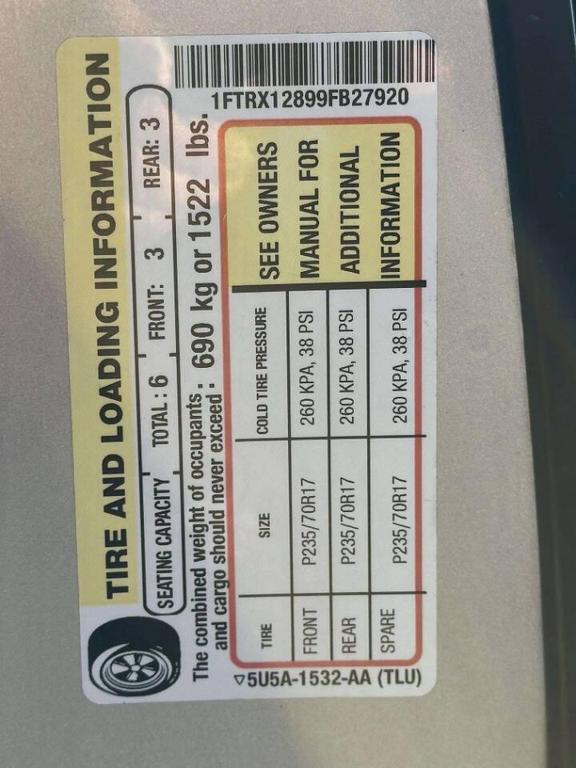 1FTRX12899FB27920
TIRE AND LOADING INFORMATION
SEATING CAPACITY TOTAL : 6 FRONT: 3 REAR: 3
The combined weight of occupants
and cargo should never exceed : 690 kg or 1522 lbs.
TIRE SIZE COLD TIRE PRESSURE
FRONT P235/70R17 260 KPA, 38 PSI
REAR P235/70R17 260 KPA, 38 PSI
SPARE P235/70R17 260 KPA, 38 PSI
SEE OWNERS
MANUAL FOR
ADDITIONAL
INFORMATION
▽5U5A-1532-AA (TLU)